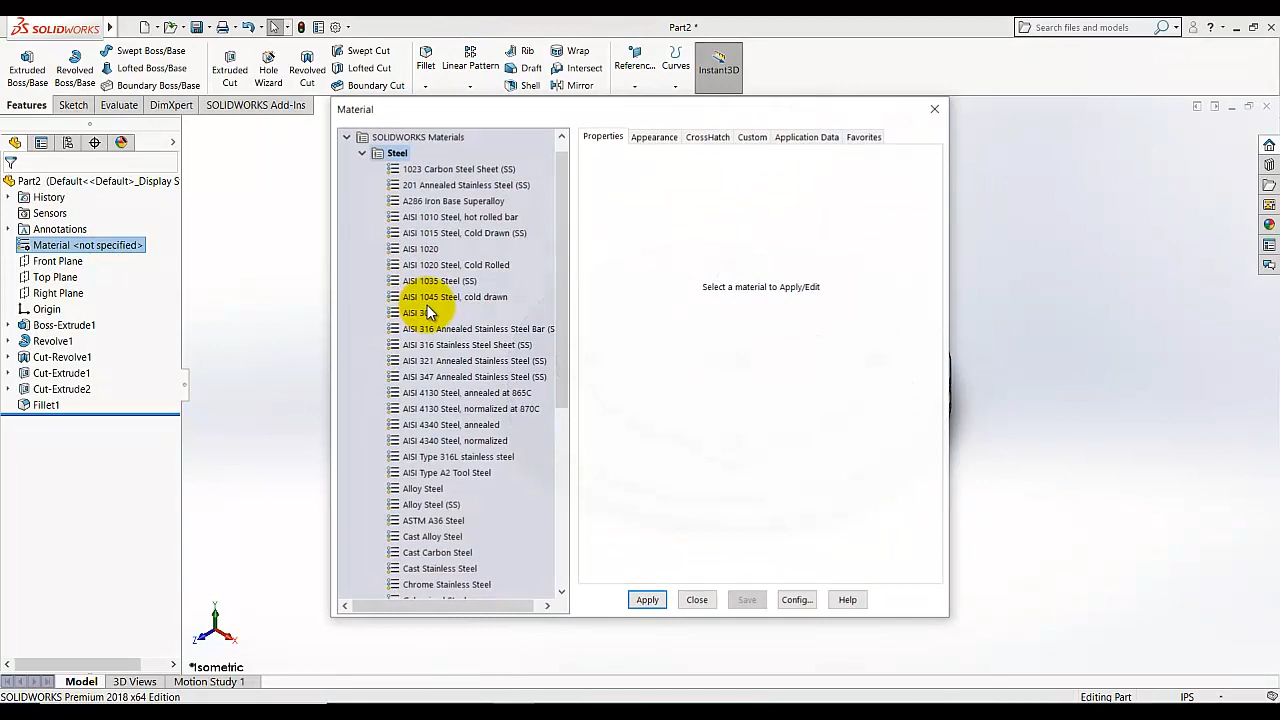 SOLIDWORKS
Part2 *
Search files and models
?
Extruded Boss/Base
Revolved Boss/Base
Swept Boss/Base
Lofted Boss/Base
Boundary Boss/Base
Extruded Cut
Hole Wizard
Revolved Cut
Swept Cut
Lofted Cut
Boundary Cut
Fillet
Linear Pattern
Rib
Draft
Shell
Wrap
Intersect
Mirror
Referenc...
Curves
Instant3D
Features
Sketch
Evaluate
DimXpert
SOLIDWORKS Add-Ins
Part2 (Default<<Default>_Display S
History
Sensors
Annotations
Material <not specified>
Front Plane
Top Plane
Right Plane
Origin
Boss-Extrude1
Revolve1
Cut-Revolve1
Cut-Extrude1
Cut-Extrude2
Fillet1
Material
SOLIDWORKS Materials
Steel
1023 Carbon Steel Sheet (SS)
201 Annealed Stainless Steel (SS)
A286 Iron Base Superalloy
AISI 1010 Steel, hot rolled bar
AISI 1015 Steel, Cold Drawn (SS)
AISI 1020
AISI 1020 Steel, Cold Rolled
AISI 1035 Steel (SS)
AISI 1045 Steel, cold drawn
AISI
AISI 316 Annealed Stainless Steel Bar (S
AISI 316 Stainless Steel Sheet (SS)
AISI 321 Annealed Stainless Steel (SS)
AISI 347 Annealed Stainless Steel (SS)
AISI 4130 Steel, annealed at 865C
AISI 4130 Steel, normalized at 870C
AISI 4340 Steel, annealed
AISI 4340 Steel, normalized
AISI Type 316L stainless steel
AISI Type A2 Tool Steel
Alloy Steel
Alloy Steel (SS)
ASTM A36 Steel
Cast Alloy Steel
Cast Carbon Steel
Cast Stainless Steel
Chrome Stainless Steel
Properties
Appearance
CrossHatch
Custom
Application Data
Favorites
Select a material to Apply/Edit
Apply
Close
Save
Config...
Help
Y
Z
X
*Isometric
Model
3D Views
Motion Study 1
SOLIDWORKS Premium 2018 x64 Edition
Editing Part
IPS
-